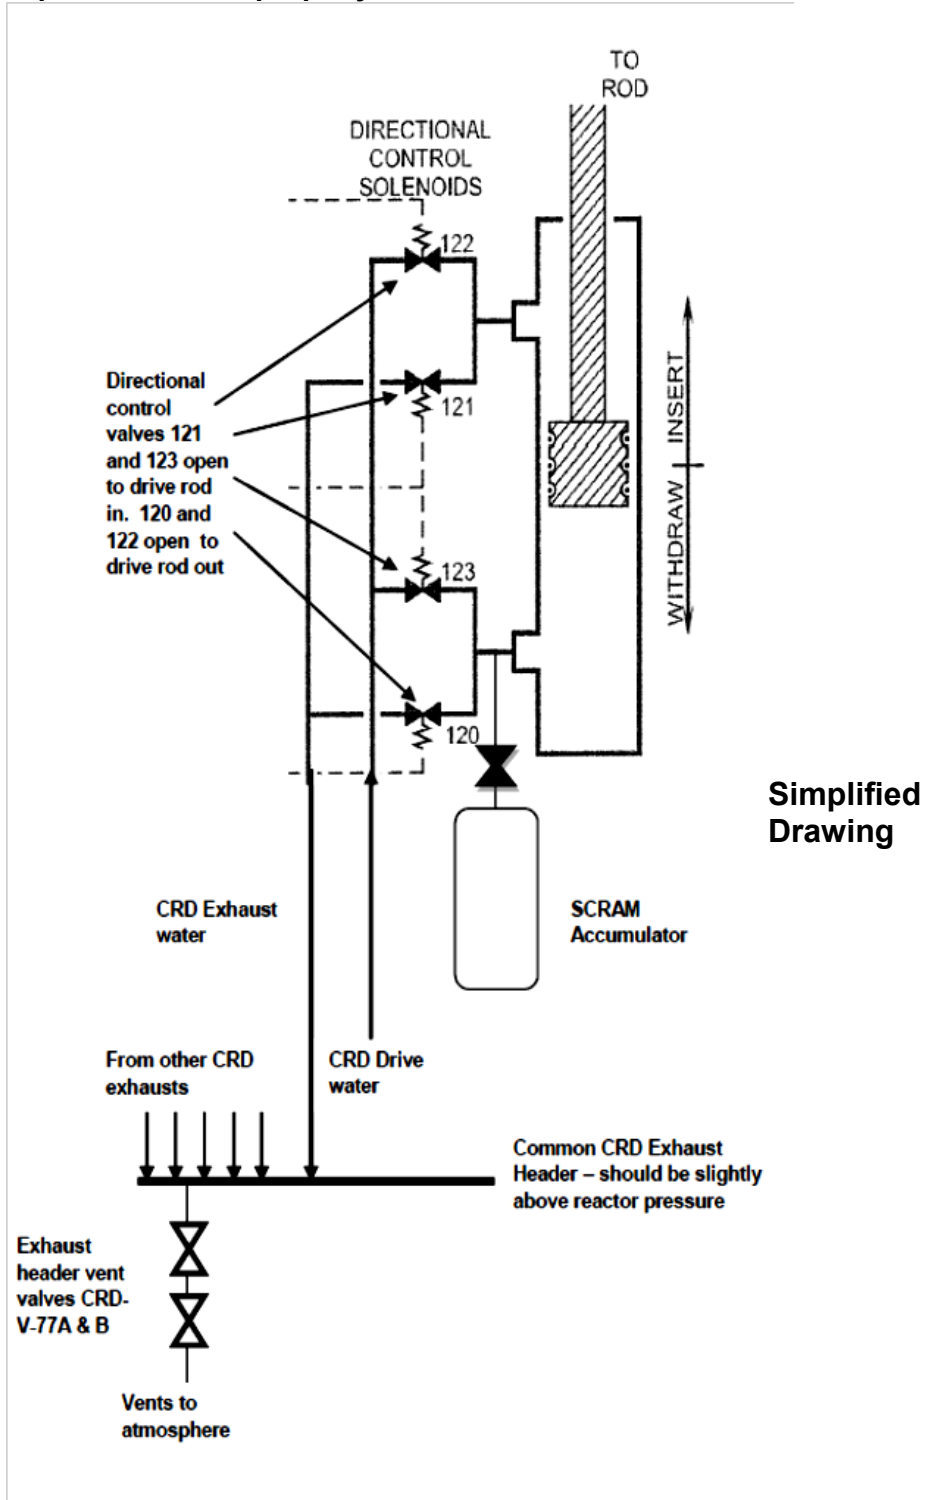 TO
ROD
DIRECTIONAL
CONTROL
SOLENOIDS
122
121
Directional
control
valves 121
and 123 open
to drive rod
in. 120 and
122 open to
drive rod out
123
120
INSERT
WITHDRAW
Simplified
Drawing
CRD Exhaust
water
SCRAM
Accumulator
From other CRD
exhausts
CRD Drive
water
Common CRD Exhaust
Header – should be slightly
above reactor pressure
Exhaust
header vent
valves CRD-
V-77A & B
Vents to
atmosphere